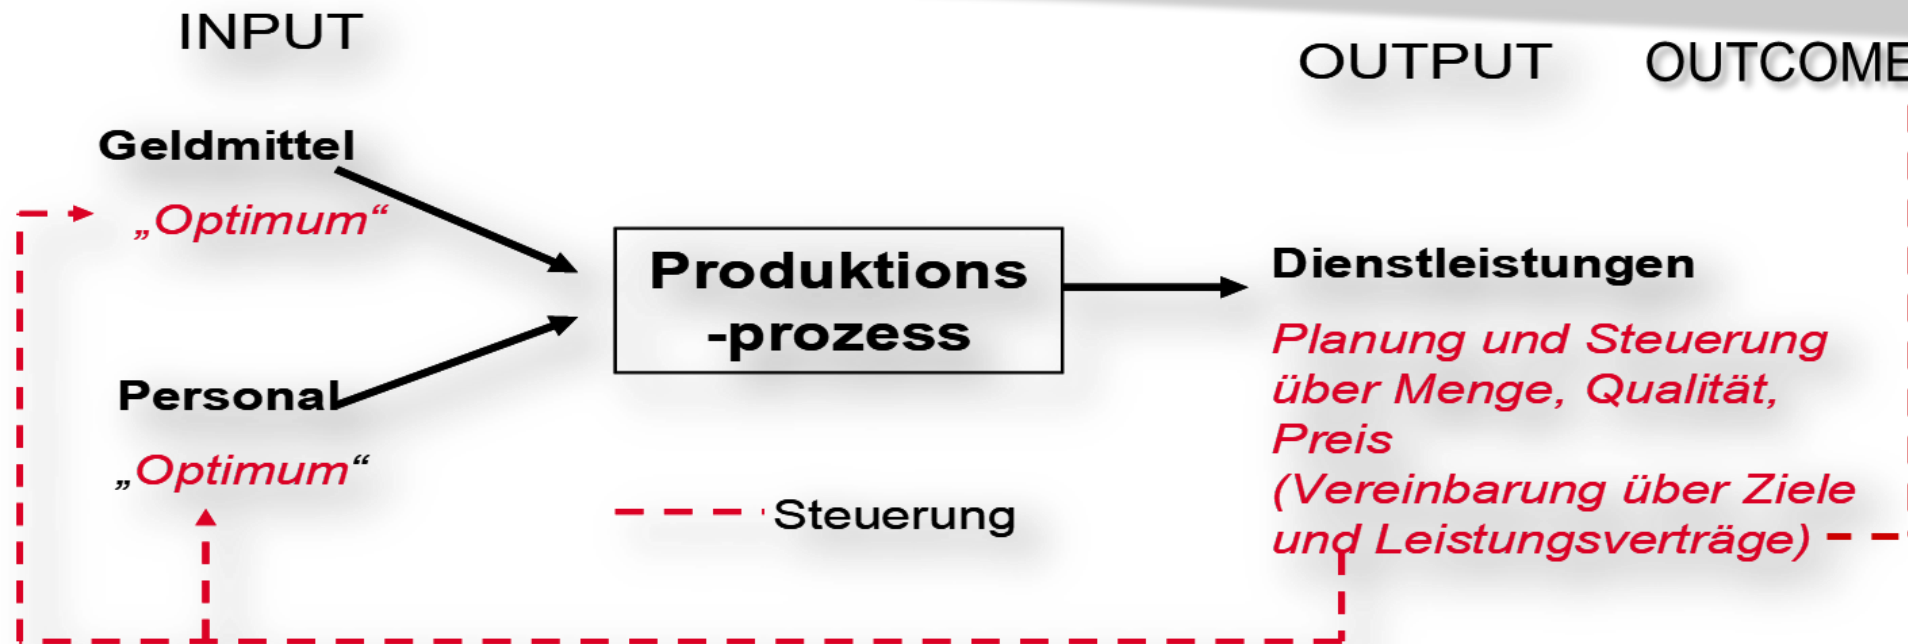 INPUT
OUTPUT
OUTCOME
Geldmittel
„Optimum“
Produktions
-prozess
Dienstleistungen
Planung und Steuerung
über Menge, Qualität,
Preis
(Vereinbarung über Ziele
und Leistungsverträge)
Personal
„Optimum“
Steuerung